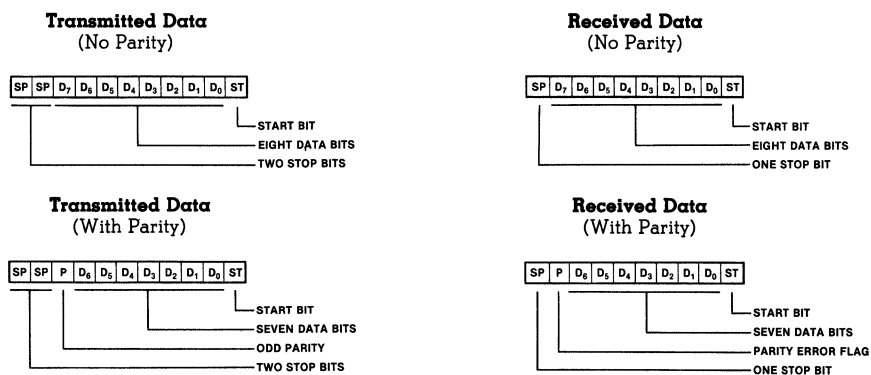 Transmitted Data
(No Parity)
SP SP D7 D6 D5 D4 D3 D2 D1 D0 ST
START BIT
EIGHT DATA BITS
TWO STOP BITS
Received Data
(No Parity)
SP D7 D6 D5 D4 D3 D2 D1 D0 ST
START BIT
EIGHT DATA BITS
ONE STOP BIT
Transmitted Data
(With Parity)
SP SP P D6 D5 D4 D3 D2 D1 D0 ST
START BIT
SEVEN DATA BITS
ODD PARITY
TWO STOP BITS
Received Data
(With Parity)
SP P D6 D5 D4 D3 D2 D1 D0 ST
START BIT
SEVEN DATA BITS
PARITY ERROR FLAG
ONE STOP BIT